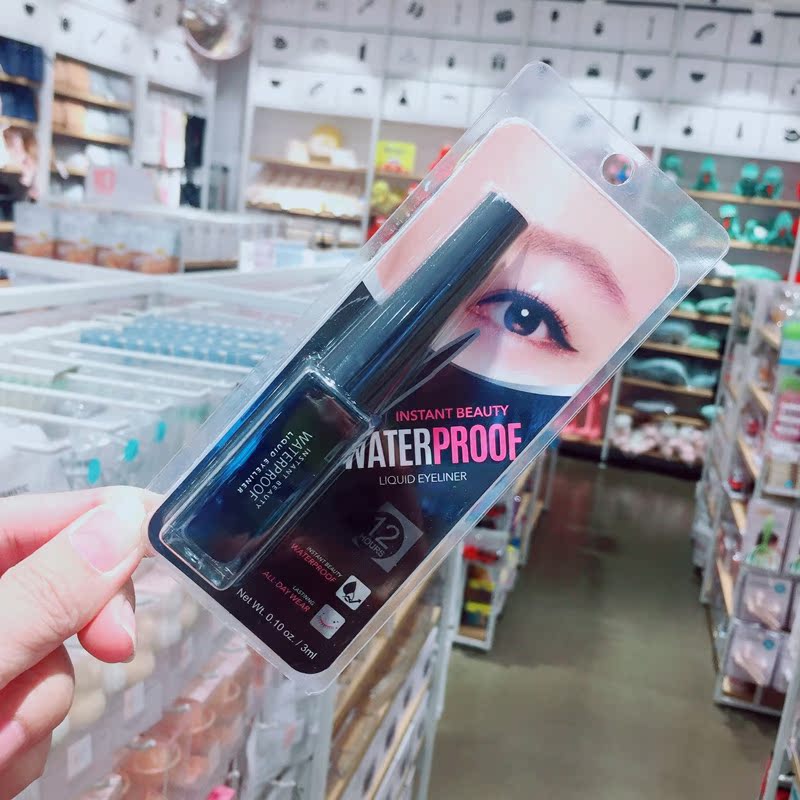 INSTANT BEAUTY
WATERPROOF
LIQUID EYELINER
INSTANT BEAUTY
WATERPROOF
LIQUID EYELINER
12
HOURS
INSTANT BEAUTY
WATERPROOF
LASTINNG
ALL DAY WEAR
Net Wt. 0.10 oz. / 3ml